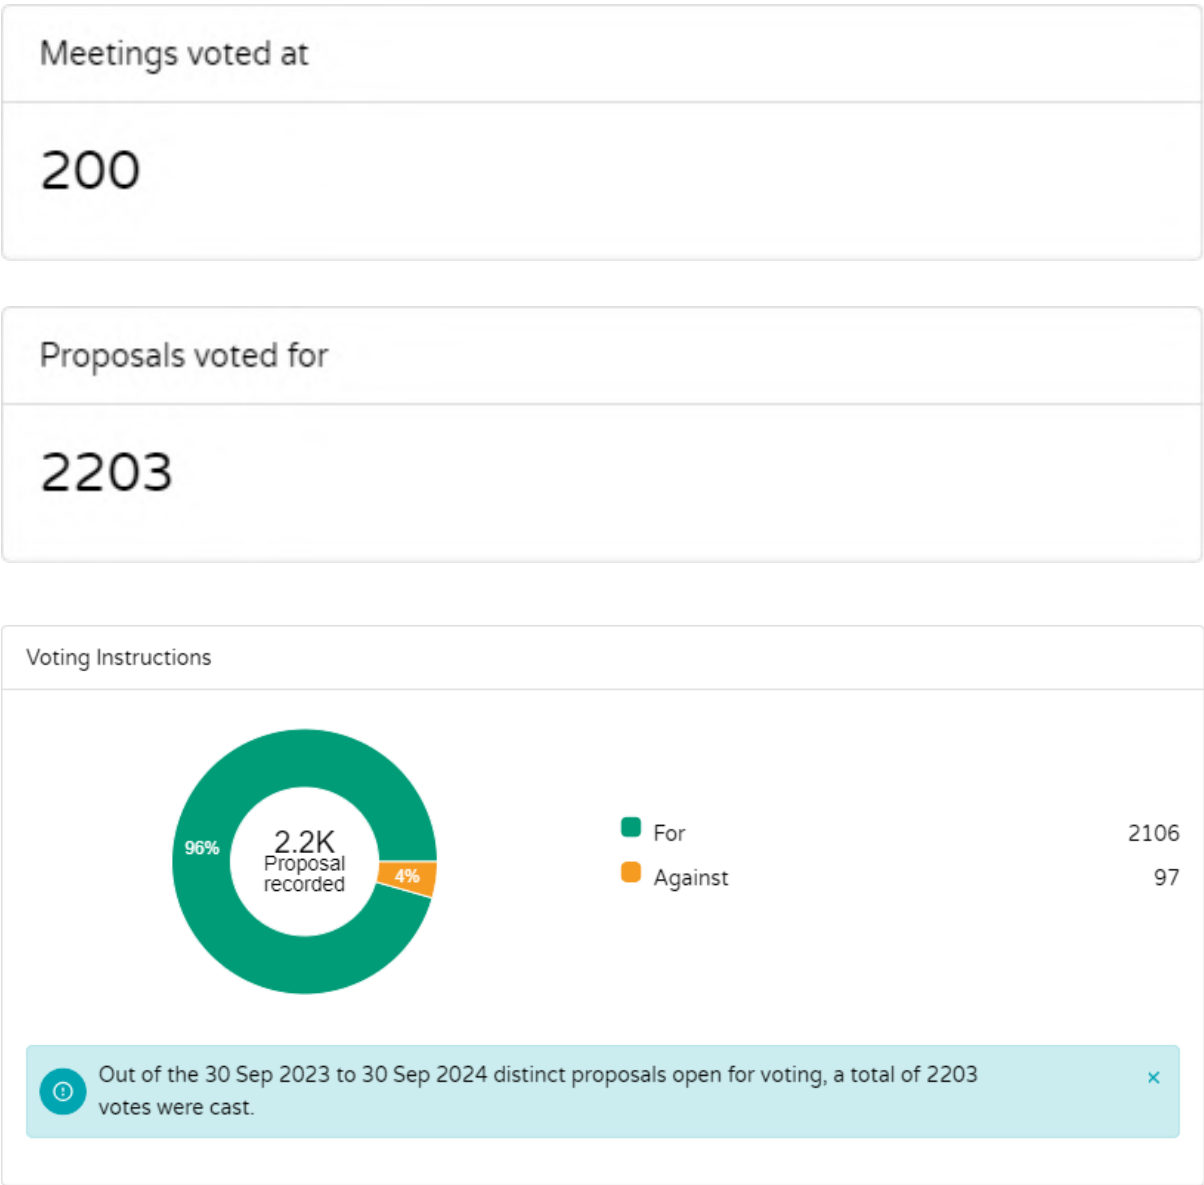 Meetings voted at
200
Proposals voted for
2203
Voting Instructions
96%
2.2K
Proposal
recorded
4%
For 2106
Against 97
Out of the 30 Sep 2023 to 30 Sep 2024 distinct proposals open for voting, a total of 2203
votes were cast.